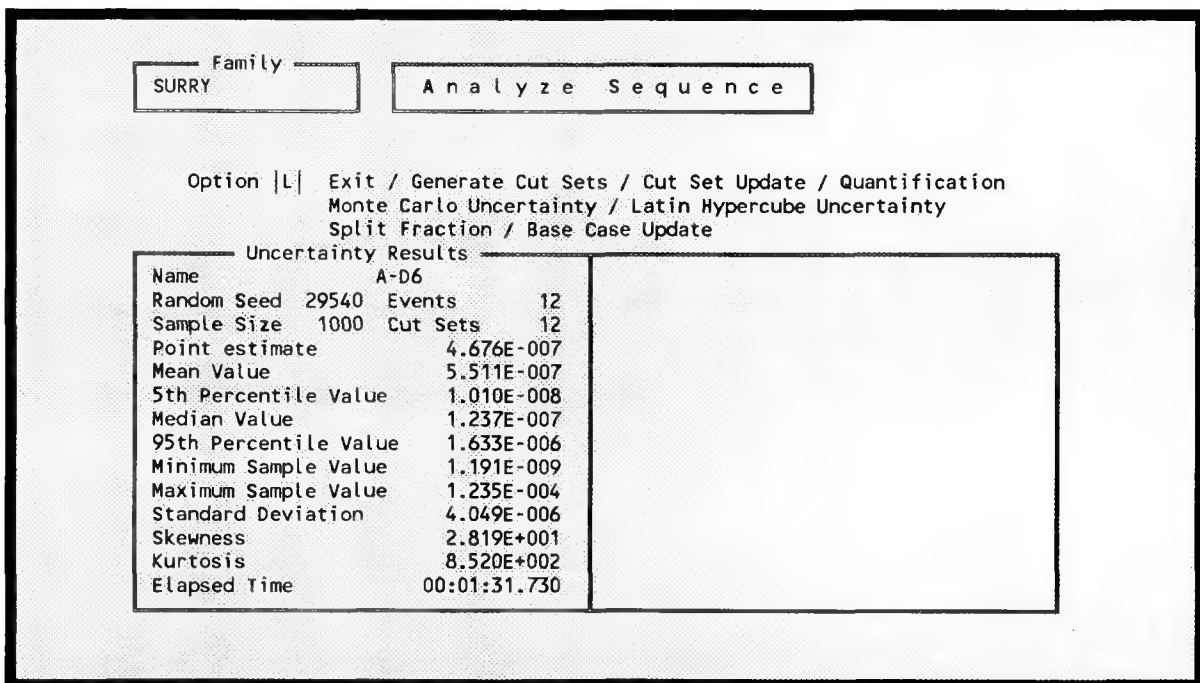 Family
SURRY
Analyze Sequence
Option |L| Exit / Generate Cut Sets / Cut Set Update / Quantification
Monte Carlo Uncertainty / Latin Hypercube Uncertainty
Split Fraction / Base Case Update
Uncertainty Results
Name A-D6
Random Seed 29540 Events 12
Sample Size 1000 Cut Sets 12
Point estimate 4.676E-007
Mean Value 5.511E-007
5th Percentile Value 1.010E-008
Median Value 1.237E-007
95th Percentile Value 1.633E-006
Minimum Sample Value 1.191E-009
Maximum Sample Value 1.235E-004
Standard Deviation 4.049E-006
Skewness 2.819E+001
Kurtosis 8.520E+002
Elapsed Time 00:01:31.730